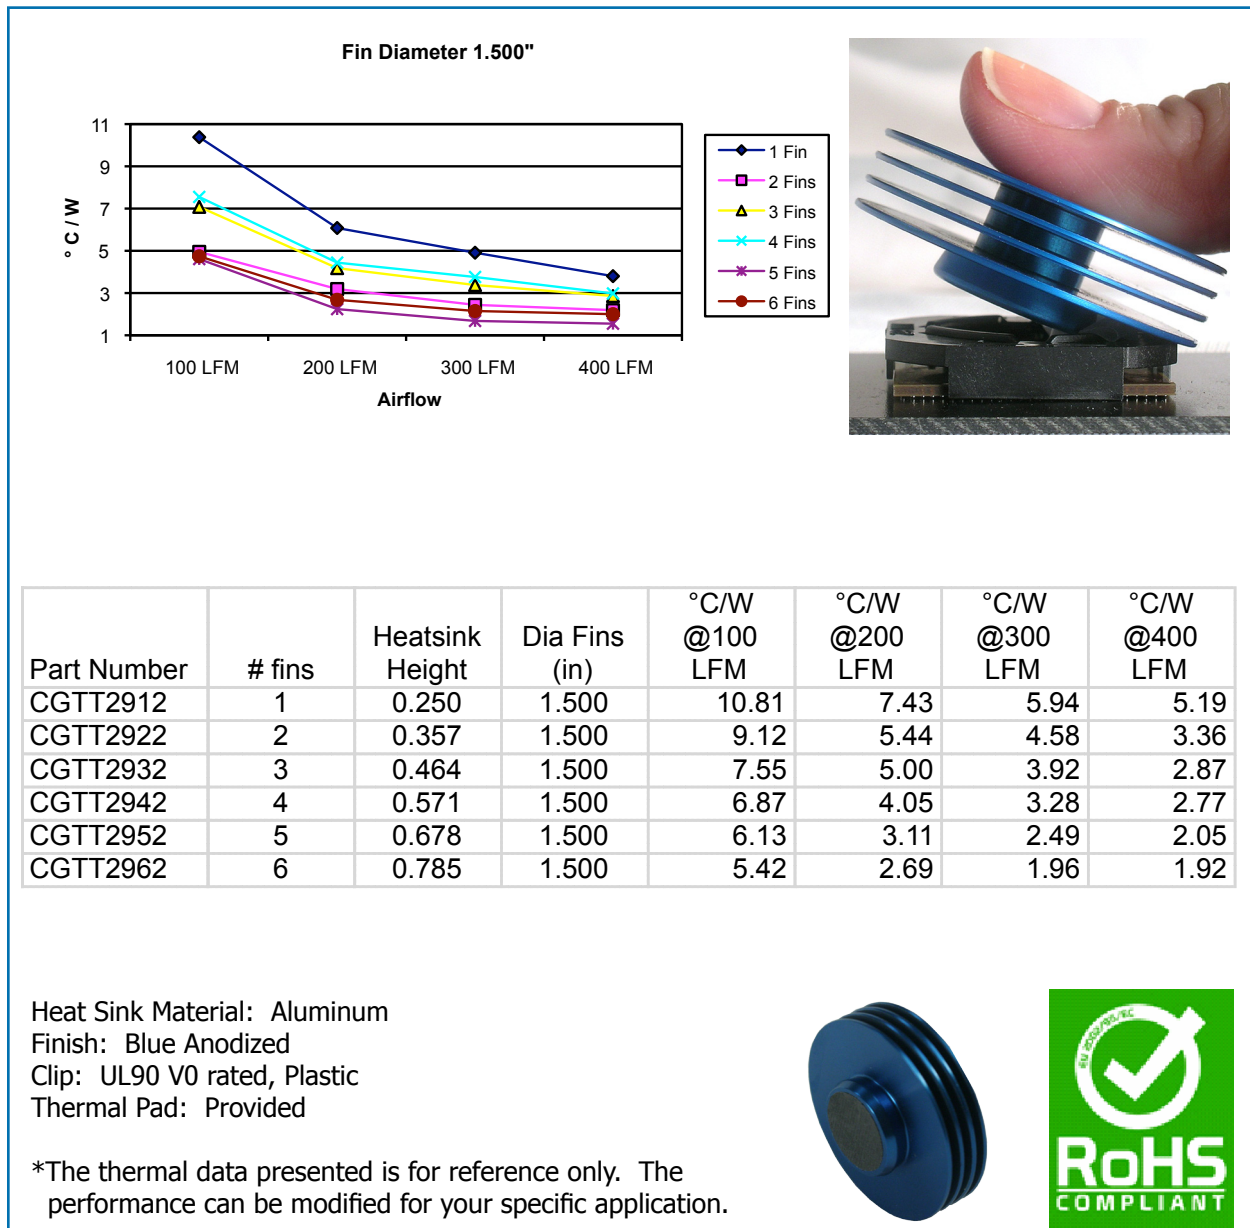 Fin Diameter 1.500"
11
9
7
5
3
1
° C / W
100 LFM 200 LFM 300 LFM 400 LFM
Airflow
1 Fin
2 Fins
3 Fins
4 Fins
5 Fins
6 Fins
Part Number # fins Heatsink Height Dia Fins (in) °C/W @100 LFM °C/W @200 LFM °C/W @300 LFM °C/W @400 LFM
CGTT2912 1 0.250 1.500 10.81 7.43 5.94 5.19
CGTT2922 2 0.357 1.500 9.12 5.44 4.58 3.36
CGTT2932 3 0.464 1.500 7.55 5.00 3.92 2.87
CGTT2942 4 0.571 1.500 6.87 4.05 3.28 2.77
CGTT2952 5 0.678 1.500 6.13 3.11 2.49 2.05
CGTT2962 6 0.785 1.500 5.42 2.69 1.96 1.92
Heat Sink Material: Aluminum
Finish: Blue Anodized
Clip: UL90 V0 rated, Plastic
Thermal Pad: Provided
*The thermal data presented is for reference only. The
performance can be modified for your specific application.
EU 2002/95/EC
RoHS
COMPLIANT